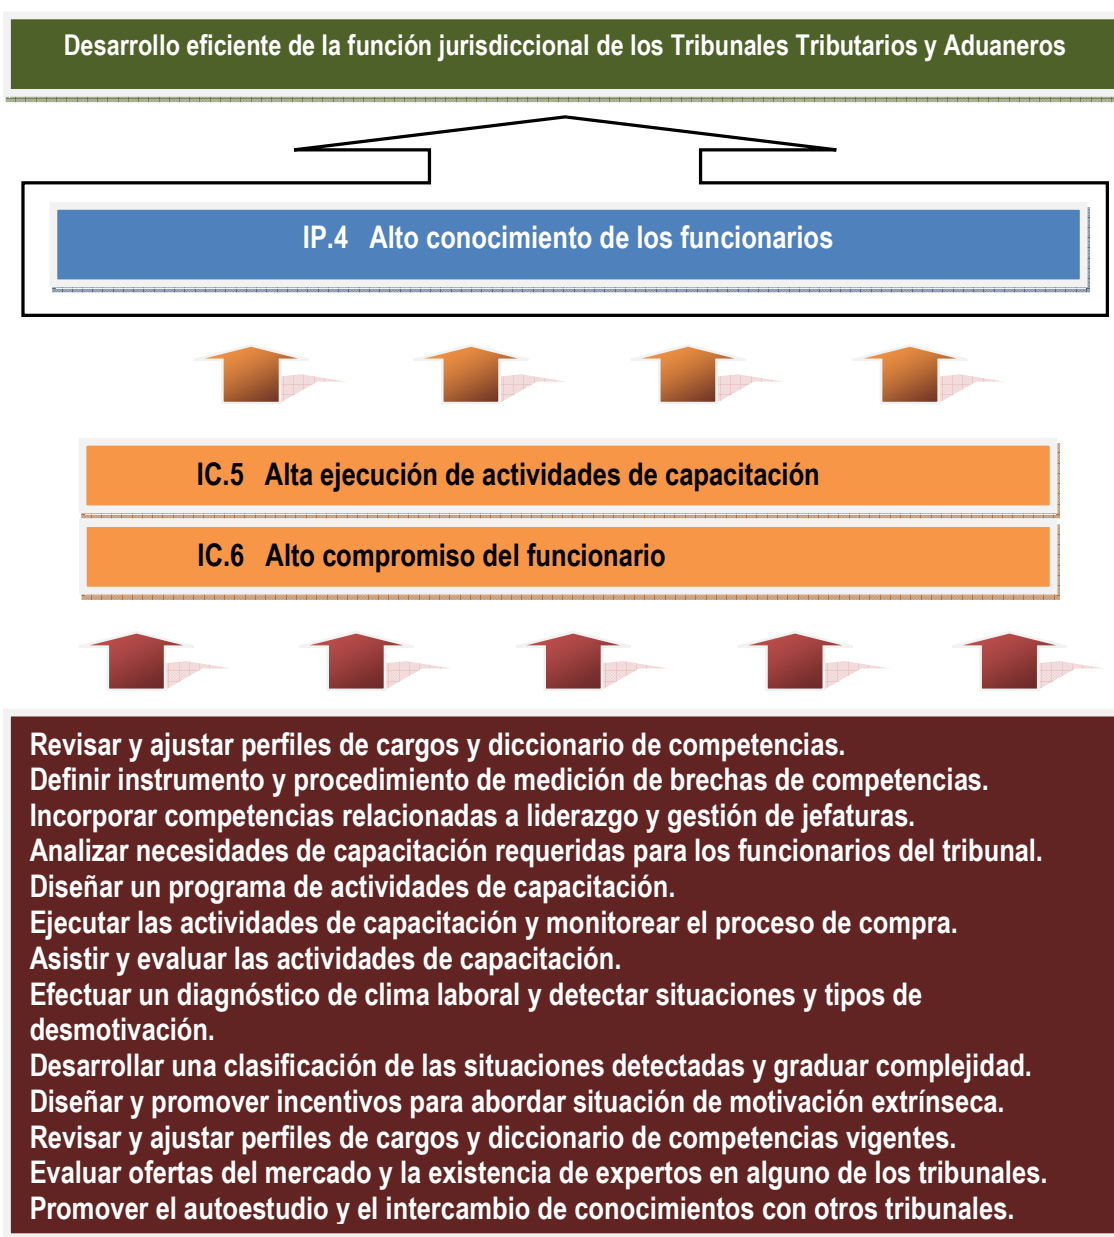 Desarrollo eficiente de la función jurisdiccional de los Tribunales Tributarios y Aduaneros
IP.4 Alto conocimiento de los funcionarios
IC.5 Alta ejecución de actividades de capacitación
IC.6 Alto compromiso del funcionario
Revisar y ajustar perfiles de cargos y diccionario de competencias.
Definir instrumento y procedimiento de medición de brechas de competencias.
Incorporar competencias relacionadas a liderazgo y gestión de jefaturas.
Analizar necesidades de capacitación requeridas para los funcionarios del tribunal.
Diseñar un programa de actividades de capacitación.
Ejecutar las actividades de capacitación y monitorear el proceso de compra.
Asistir y evaluar las actividades de capacitación.
Efectuar un diagnóstico de clima laboral y detectar situaciones y tipos de
desmotivación.
Desarrollar una clasificación de las situaciones detectadas y graduar complejidad.
Diseñar y promover incentivos para abordar situación de motivación extrínseca.
Revisar y ajustar perfiles de cargos y diccionario de competencias vigentes.
Evaluar ofertas del mercado y la existencia de expertos en alguno de los tribunales.
Promover el autoestudio y el intercambio de conocimientos con otros tribunales.